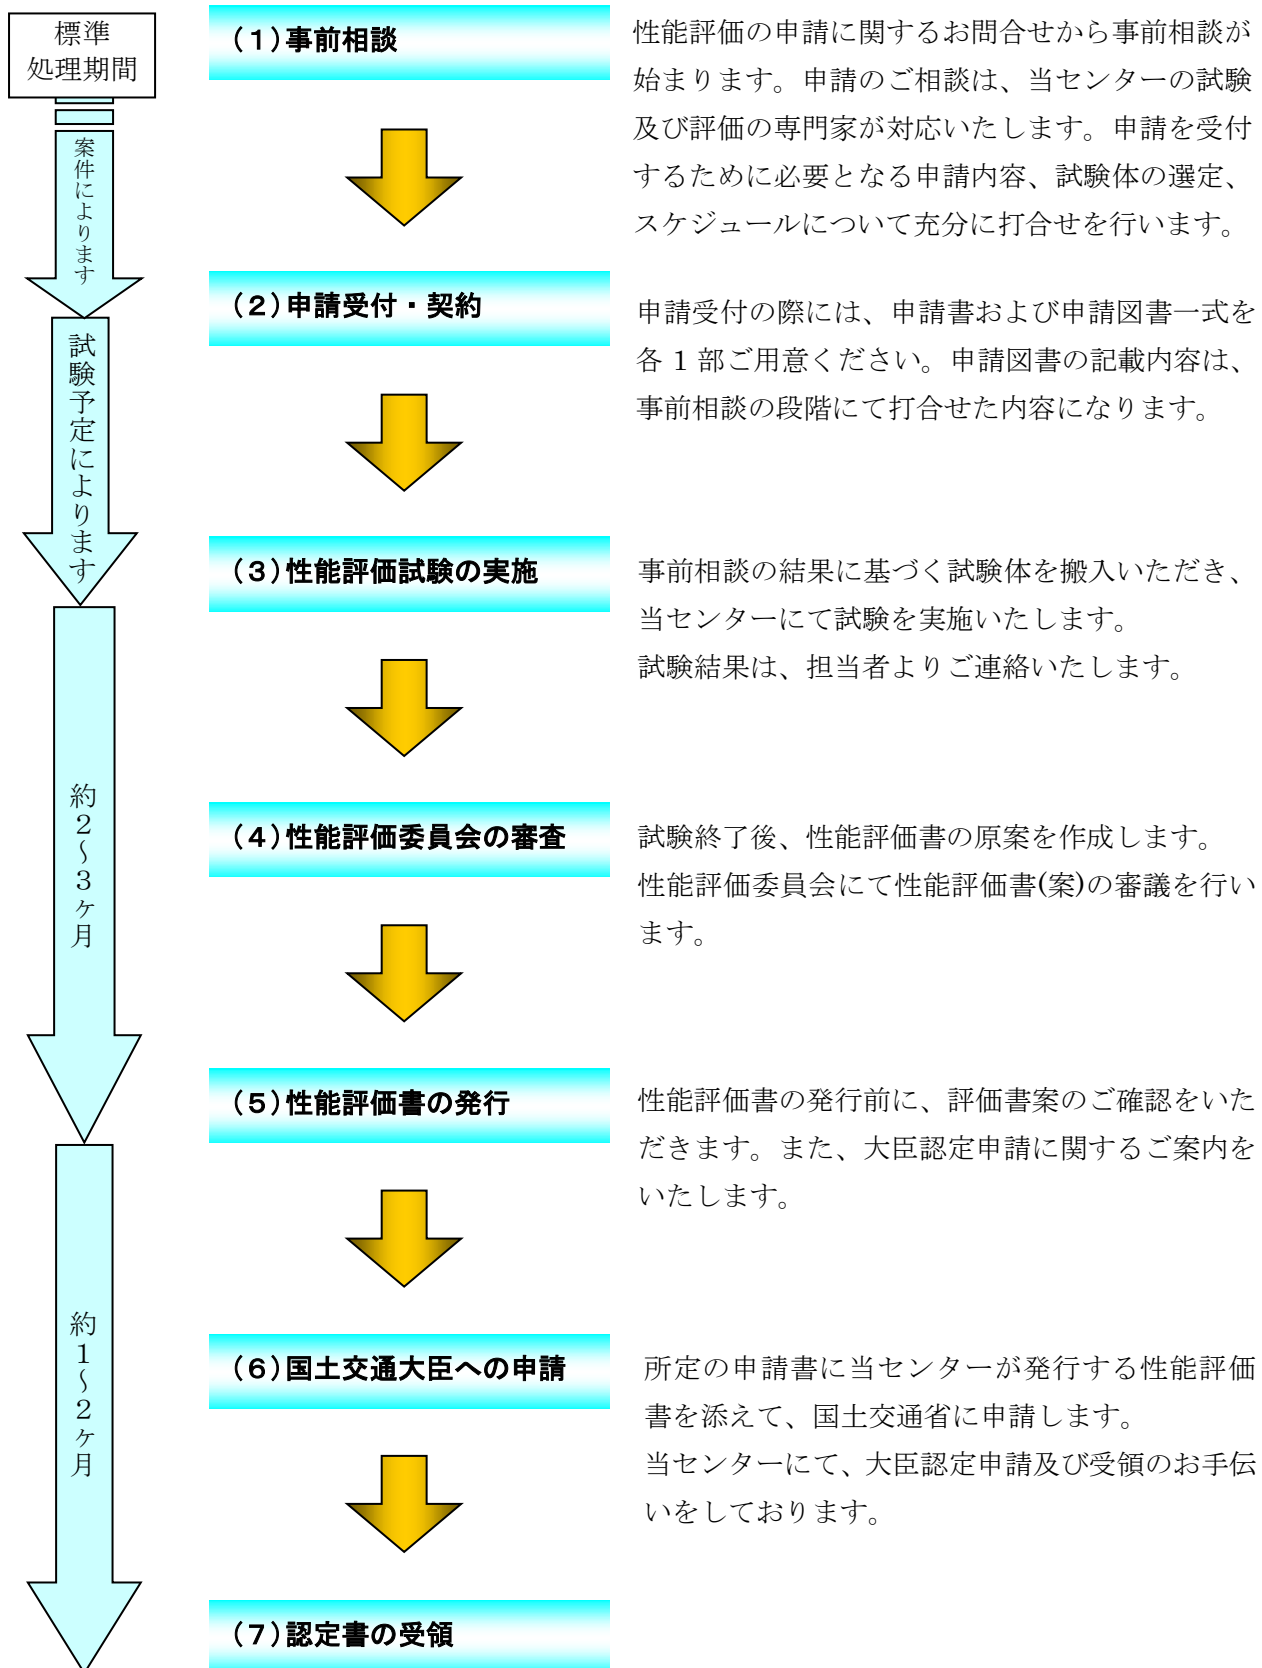 標準
処理期間
案件によります
試験予定によります
約２～３ヶ月
約１～２ヶ月
（１）事前相談
性能評価の申請に関するお問合せから事前相談が
始まります。申請のご相談は、当センターの試験
及び評価の専門家が対応いたします。申請を受付
するために必要となる申請内容、試験体の選定、
スケジュールについて充分に打合せを行います。
（２）申請受付・契約
申請受付の際には、申請書および申請図書一式を
各 1 部ご用意ください。申請図書の記載内容は、
事前相談の段階にて打合せた内容になります。
（３）性能評価試験の実施
事前相談の結果に基づく試験体を搬入いただき、
当センターにて試験を実施いたします。
試験結果は、担当者よりご連絡いたします。
（４）性能評価委員会の審査
試験終了後、性能評価書の原案を作成します。
性能評価委員会にて性能評価書(案)の審議を行い
ます。
（５）性能評価書の発行
性能評価書の発行前に、評価書案のご確認をいた
だきます。また、大臣認定申請に関するご案内を
いたします。
（６）国土交通大臣への申請
所定の申請書に当センターが発行する性能評価
書を添えて、国土交通省に申請します。
当センターにて、大臣認定申請及び受領のお手伝
いをしております。
（７）認定書の受領